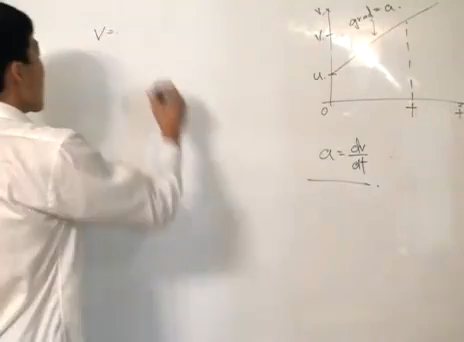 V=
v
grad = a.
v
u
0
t
t
a = dv/dt